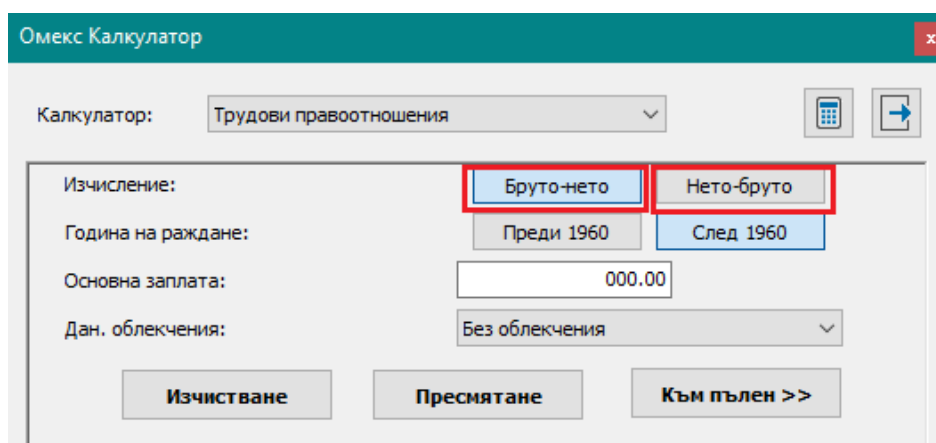 Омекс Калкулатор x
Калкулатор: Трудови правоотношения
Изчисление: Бруто-нето Нето-бруто
Година на раждане: Преди 1960 След 1960
Основна заплата: 000.00
Дан. облекчения: Без облекчения
Изчистване Пресмятане Към пълен >>